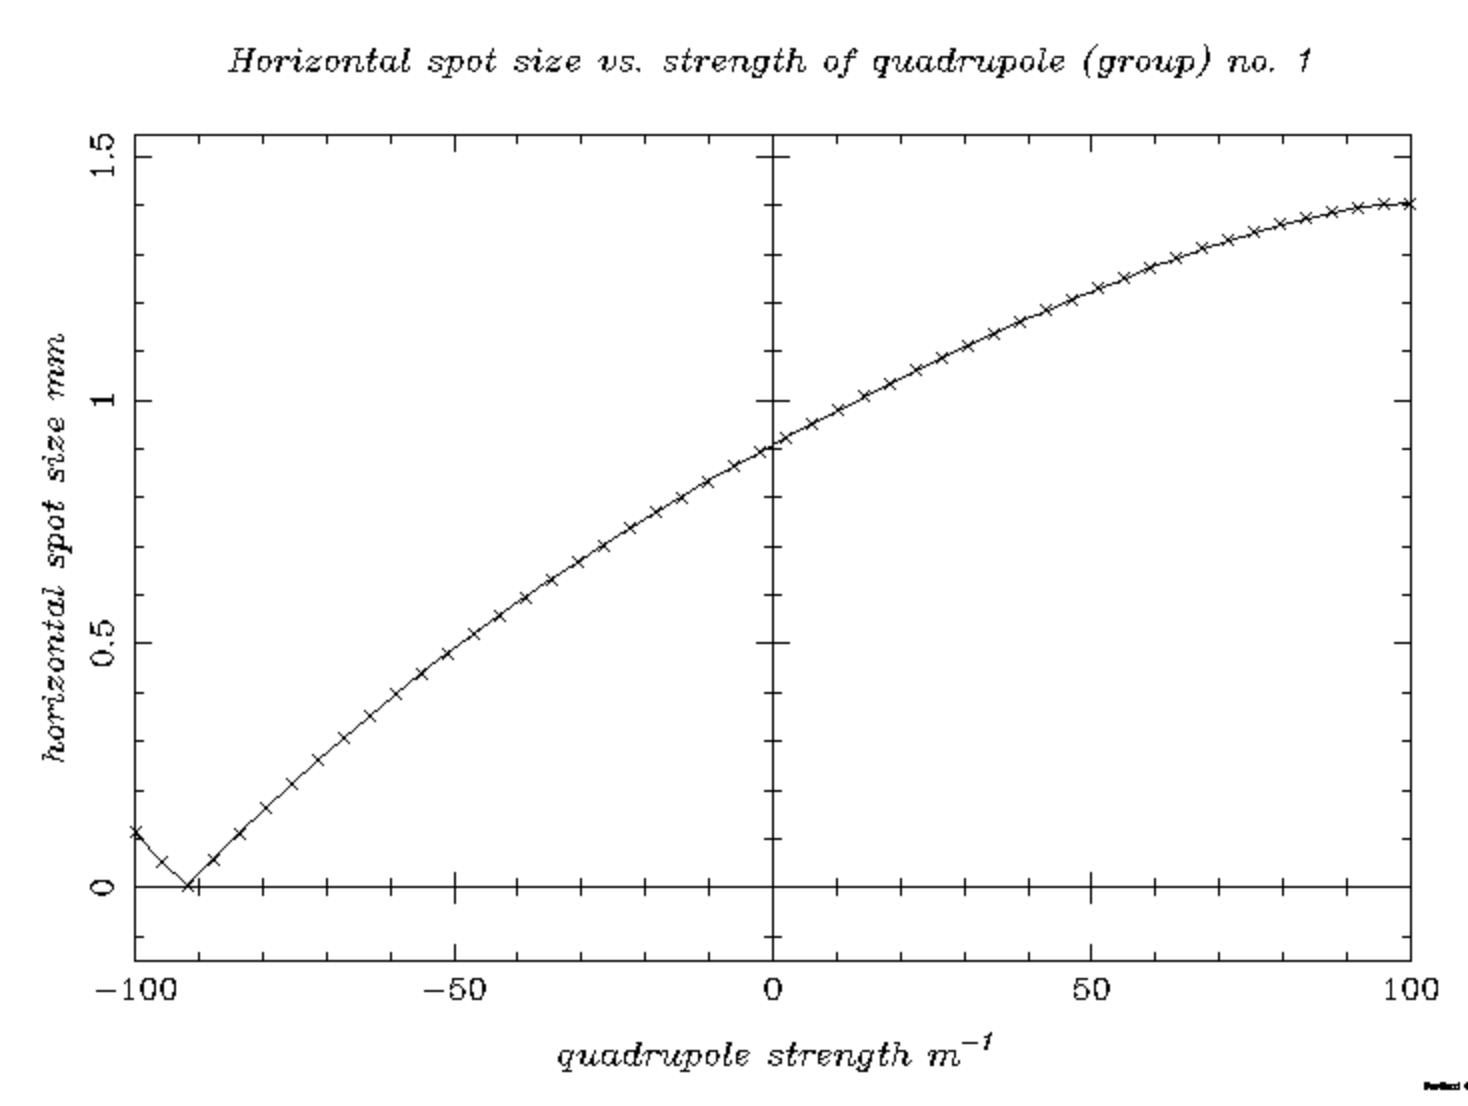 Horizontal spot size vs. strength of quadrupole (group) no. 1
horizontal spot size mm
1.5
1
0.5
0
−100 −50 0 50 100
quadrupole strength m⁻¹